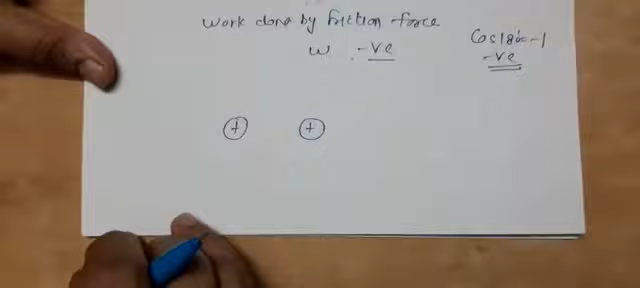 work done by friction force
w -ve
Cos180=-1
-ve
+ +